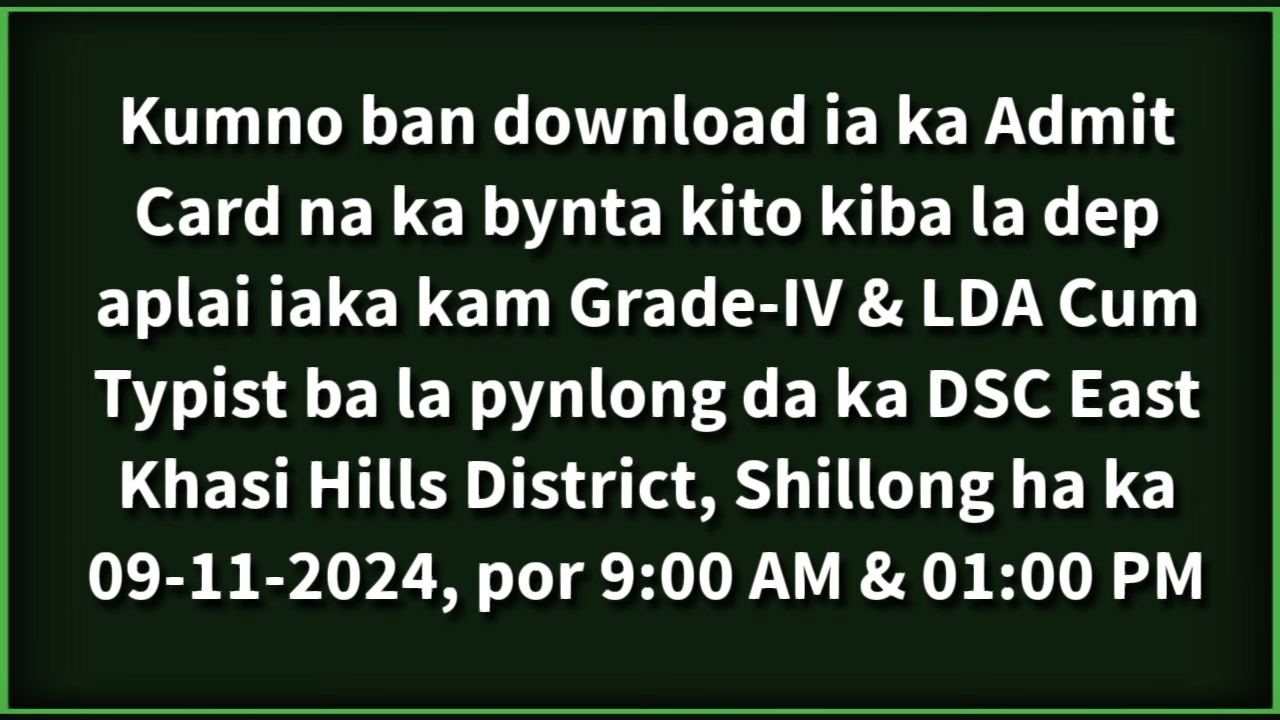 Kumno ban download ia ka Admit
Card na ka bynta kito kiba la dep
aplai iaka kam Grade-IV & LDA Cum
Typist ba la pynlong da ka DSC East
Khasi Hills District, Shillong ha ka
09-11-2024, por 9:00 AM & 01:00 PM